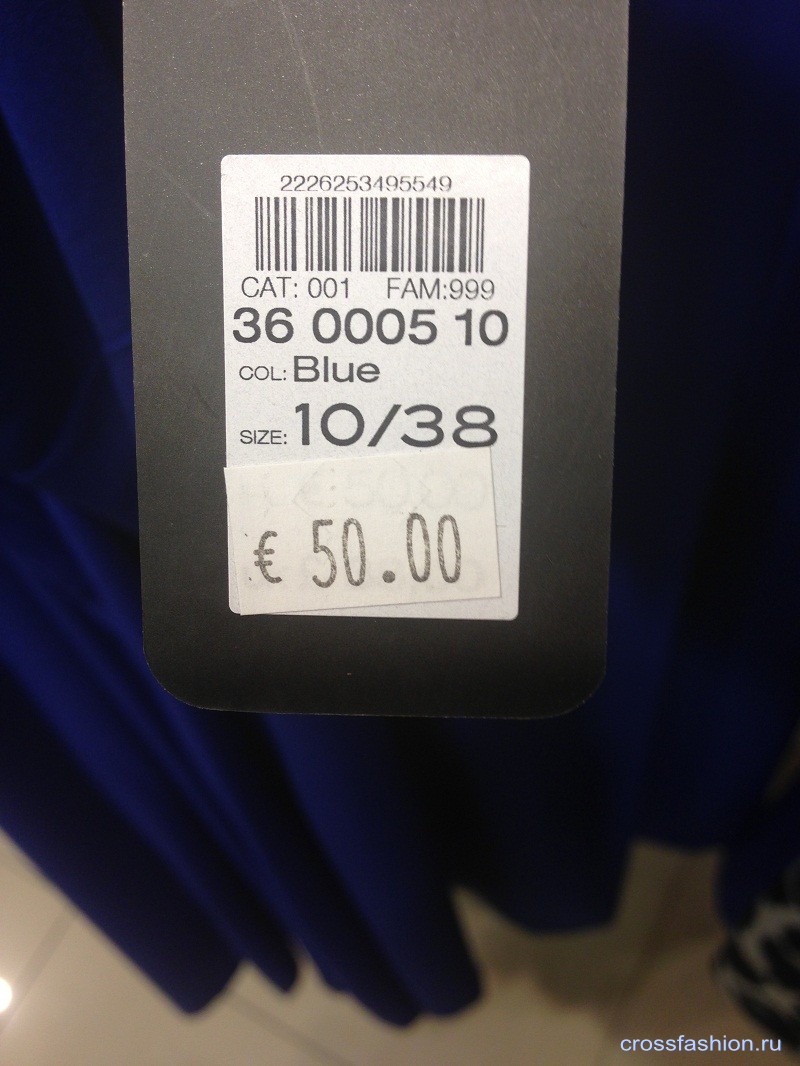 2226253495549
CAT: 001 FAM:999
36 0005 10
COL: Blue
SIZE: 10/38
€ 50.00
crossfashion.ru